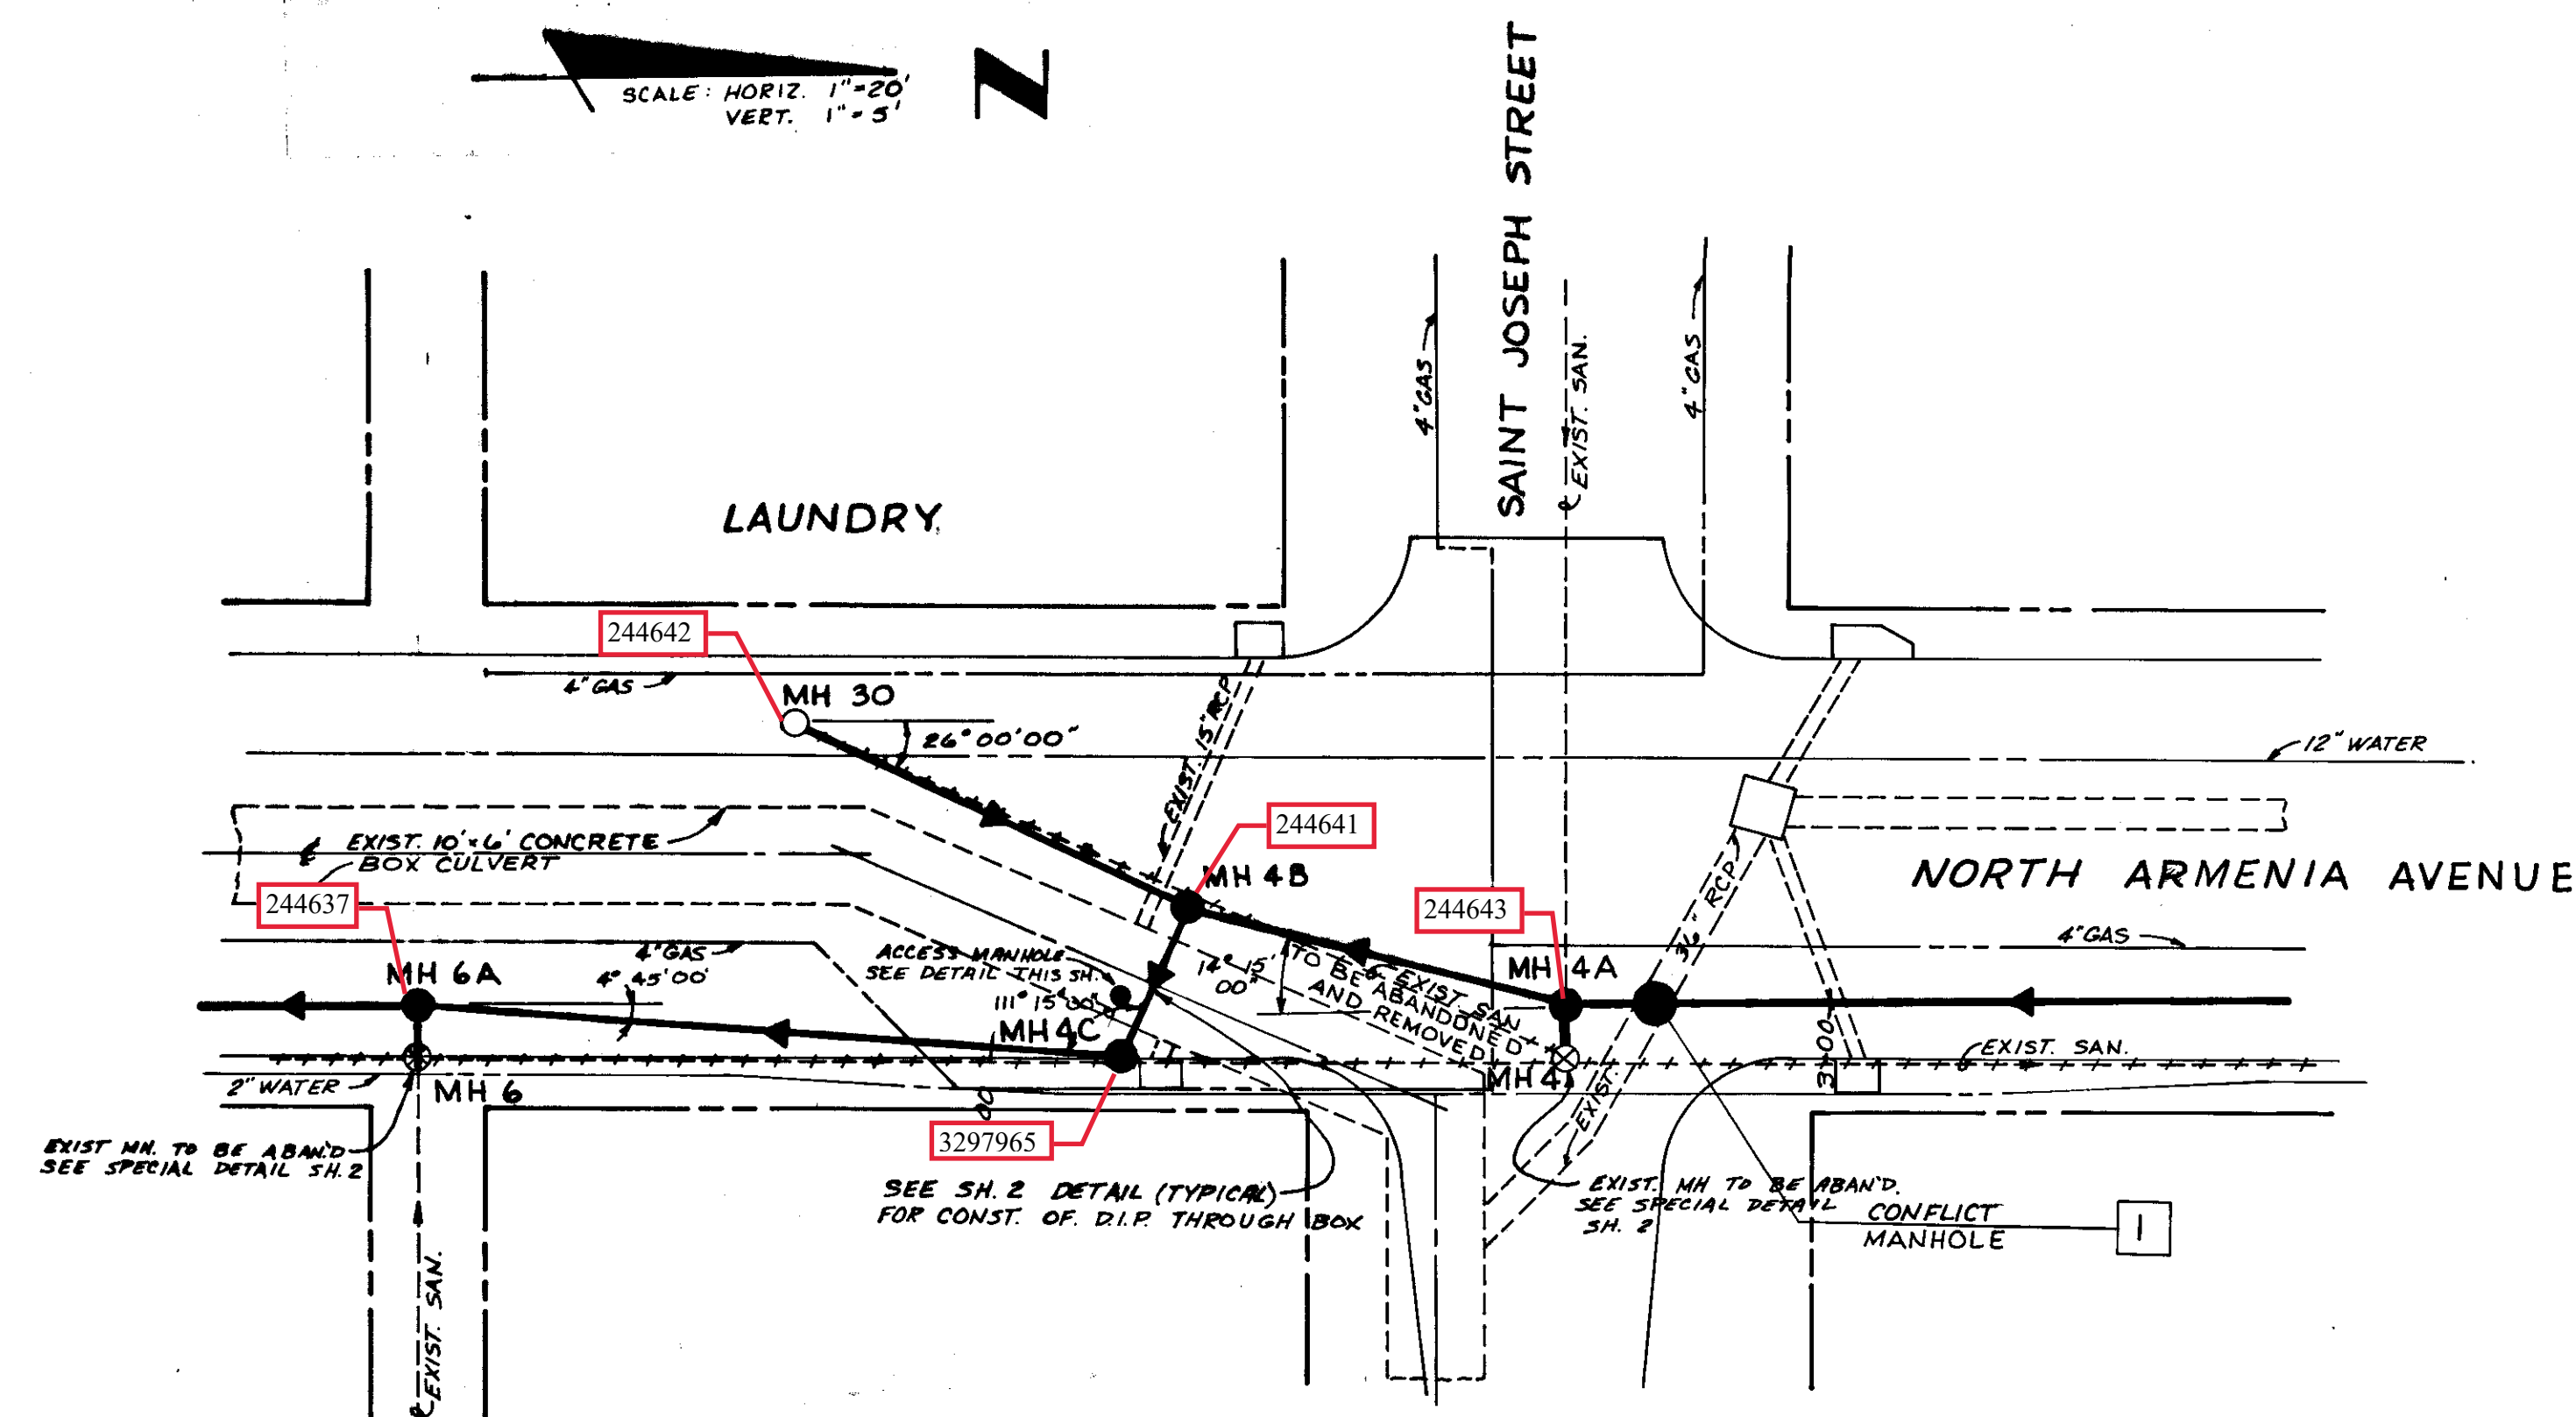 SCALE: HORIZ. 1"=20'
VERT. 1"=5'
N
SAINT JOSEPH STREET
4"GAS
EXIST. SAN.
4"GAS
LAUNDRY
244642
4"GAS
MH 30
26°00'00"
EXIST. 15" RCP
12" WATER
EXIST. 10'x6' CONCRETE
BOX CULVERT
244641
MH 4B
NORTH ARMENIA AVENUE
244637
244643
36" RCP
4"GAS
4"GAS
ACCESS MANHOLE
SEE DETAIL THIS SH.
MH 6A
4° 45'00'
14° 15'
00"
EXIST. SAN
TO BE ABANDONED
AND REMOVED
MH 4A
111° 15'00"
MH4C
EXIST. SAN.
3+00
2" WATER
MH 6
MH 4
EXIST.
00
3297965
EXIST MH. TO BE ABAN'D
SEE SPECIAL DETAIL SH.2
SEE SH. 2 DETAIL (TYPICAL)
FOR CONST. OF. D.I.P. THROUGH BOX
EXIST. MH TO BE ABAN'D.
SEE SPECIAL DETAIL
SH. 2
CONFLICT
MANHOLE
1
EXIST. SAN.